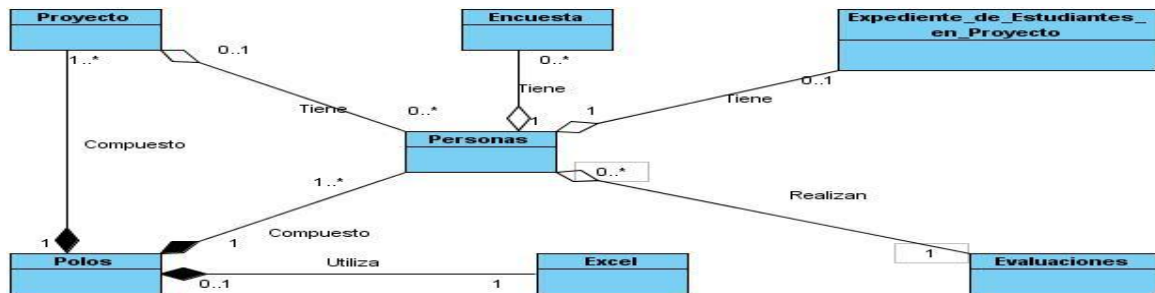 Proyecto
Encuesta
Expediente_de_Estudiantes_
en_Proyecto
1..*
0..1
0..*
0..1
Tiene
Tiene
Tiene
0..*
1
1
Personas
Compuesto
1..*
0..*
Realizan
Compuesto
1
1
1
Polos
Utiliza
Excel
Evaluaciones
0..1
1